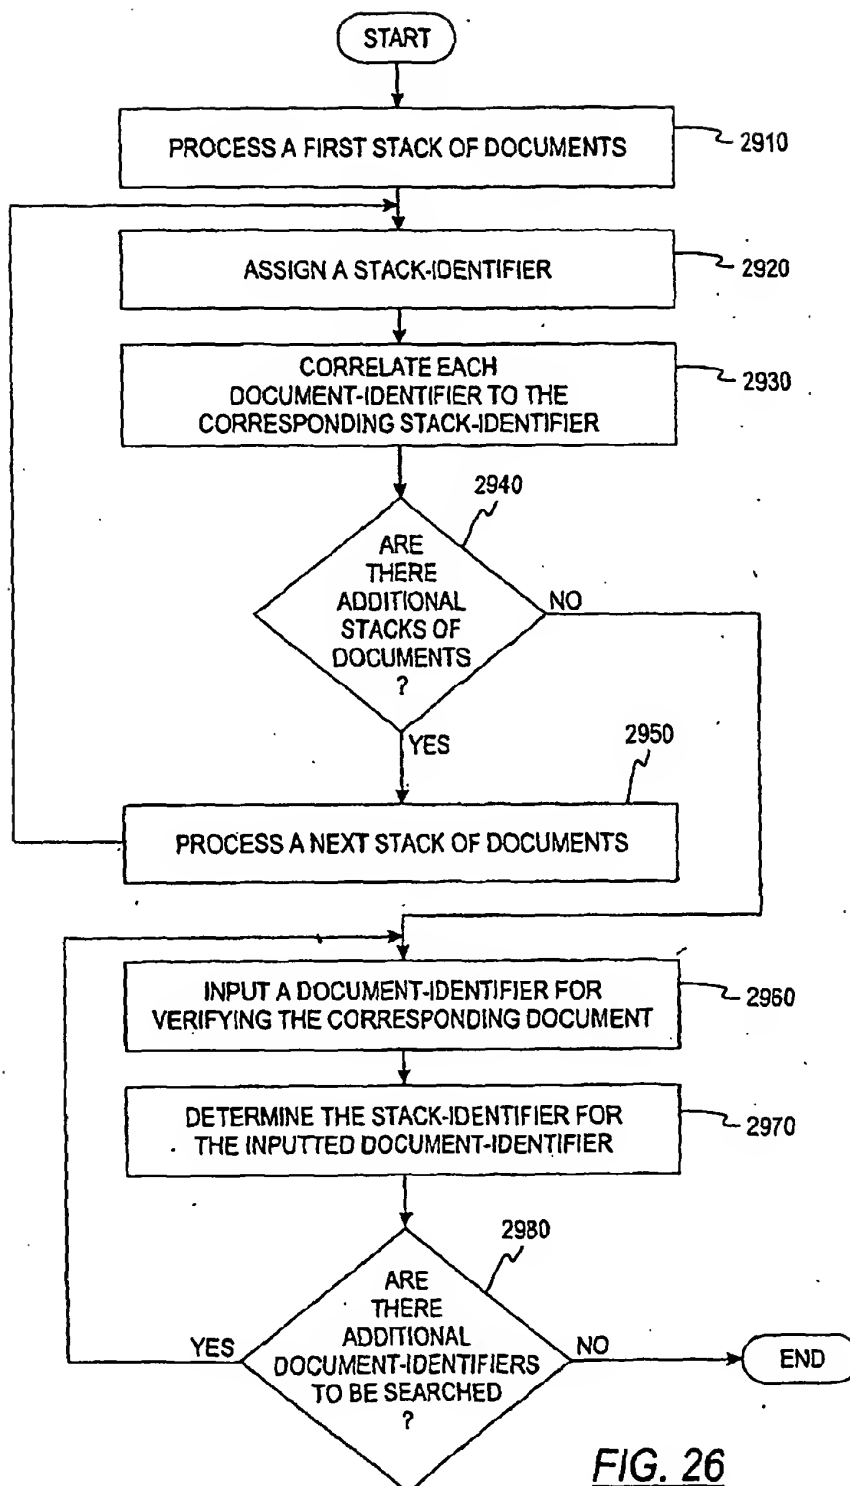 START
PROCESS A FIRST STACK OF DOCUMENTS
2910
ASSIGN A STACK-IDENTIFIER
2920
CORRELATE EACH
DOCUMENT-IDENTIFIER TO THE
CORRESPONDING STACK-IDENTIFIER
2930
2940
ARE
THERE
ADDITIONAL
STACKS OF
DOCUMENTS
?
NO
YES
2950
PROCESS A NEXT STACK OF DOCUMENTS
INPUT A DOCUMENT-IDENTIFIER FOR
VERIFYING THE CORRESPONDING DOCUMENT
2960
DETERMINE THE STACK-IDENTIFIER FOR
THE INPUTTED DOCUMENT-IDENTIFIER
2970
2980
ARE
THERE
ADDITIONAL
DOCUMENT-IDENTIFIERS
TO BE SEARCHED
?
YES
NO
END
FIG. 26